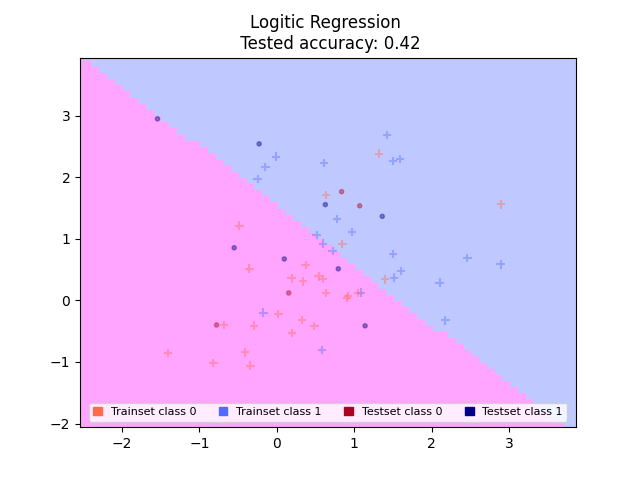 Logitic Regression
Tested accuracy: 0.42
3
2
1
0
−1
−2
−2 −1 0 1 2 3
Trainset class 0 Trainset class 1 Testset class 0 Testset class 1